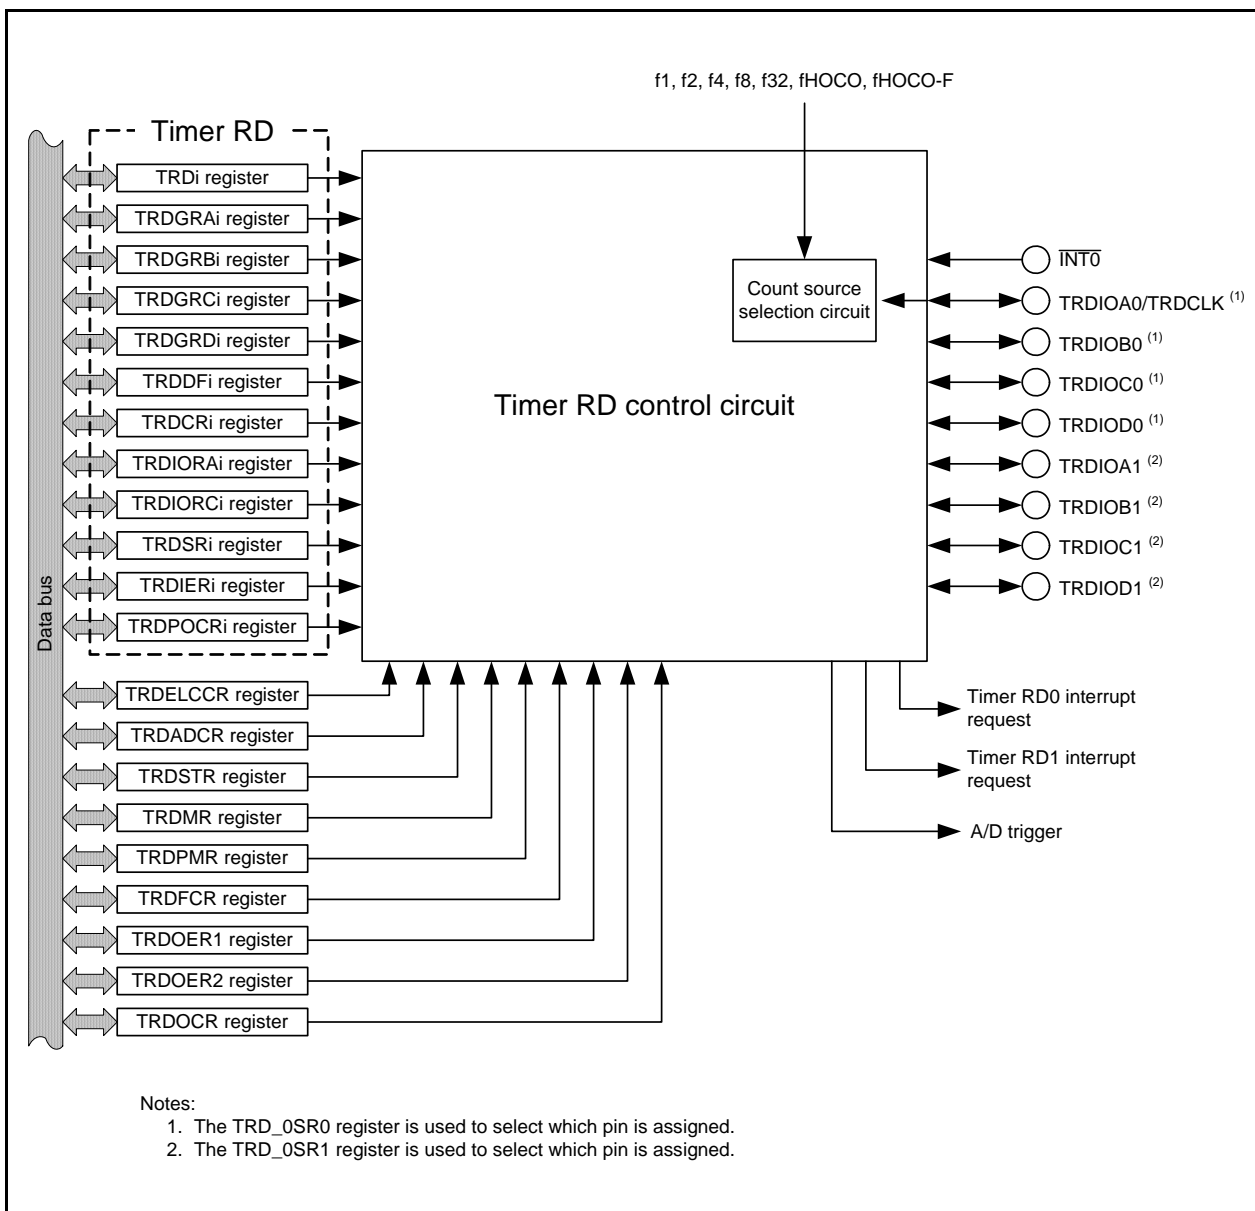 f1, f2, f4, f8, f32, fHOCO, fHOCO-F
Timer RD
TRDi register
TRDGRAi register
TRDGRBi register
TRDGRCi register
TRDGRDi register
TRDDFi register
TRDCRi register
TRDIORAi register
TRDIORCi register
TRDSRi register
TRDIERi register
TRDPOCRi register
Data bus
TRDELCCR register
TRDADCR register
TRDSTR register
TRDMR register
TRDPMR register
TRDFCR register
TRDOER1 register
TRDOER2 register
TRDOCR register
Count source
selection circuit
Timer RD control circuit
INT0
TRDIOA0/TRDCLK (1)
TRDIOB0 (1)
TRDIOC0 (1)
TRDIOD0 (1)
TRDIOA1 (2)
TRDIOB1 (2)
TRDIOC1 (2)
TRDIOD1 (2)
Timer RD0 interrupt
request
Timer RD1 interrupt
request
A/D trigger
Notes:
1. The TRD_0SR0 register is used to select which pin is assigned.
2. The TRD_0SR1 register is used to select which pin is assigned.